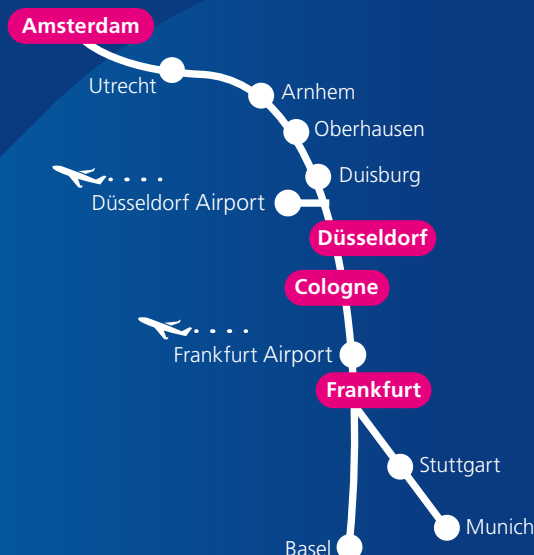 Amsterdam
Utrecht
Arnhem
Oberhausen
Duisburg
Düsseldorf Airport
Düsseldorf
Cologne
Frankfurt Airport
Frankfurt
Stuttgart
Munich
Basel